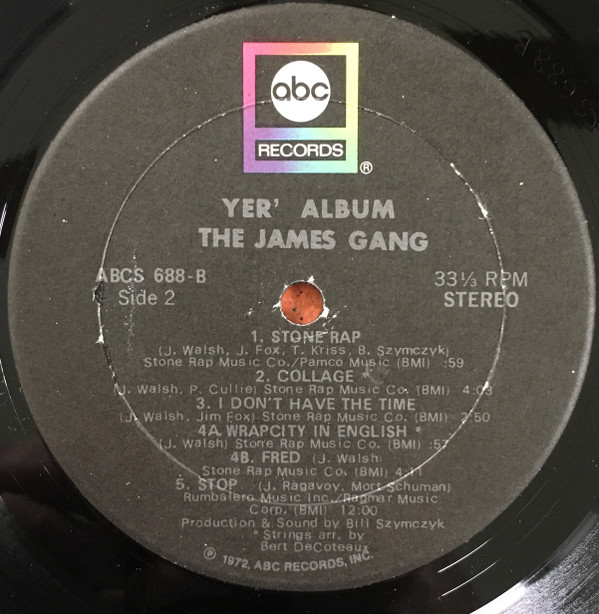 abc
RECORDS ®
YER' ALBUM
THE JAMES GANG
ABCS 688-B
Side 2
33⅓ RPM
STEREO
1. STONE RAP
(J. Walsh, J. Fox, T. Kriss, B. Szymczyk)
Stone Rap Music Co./Pamco Music (BMI) :59
2. COLLAGE
(J. Walsh, P. Cullie) Stone Rap Music Co. (BMI) 4:03
3. I DON'T HAVE THE TIME
(J. Walsh, Jim Fox) Stone Rap Music Co. (BMI) 2:50
4A. WRAPCITY IN ENGLISH *
(J. Walsh) Stone Rap Music Co. (BMI) :57
4B. FRED (J. Walsh)
Stone Rap Music Co. (BMI) 4:11
5. STOP (J. Ragavoy, Mort Schuman)
Rumbalero Music Inc./Ragmar Music
Corp. (BMI) 12:00
Production & Sound by Bill Szymczyk
* Strings arr. by
Bert DeCoteaux
℗ 1972, ABC RECORDS, INC.